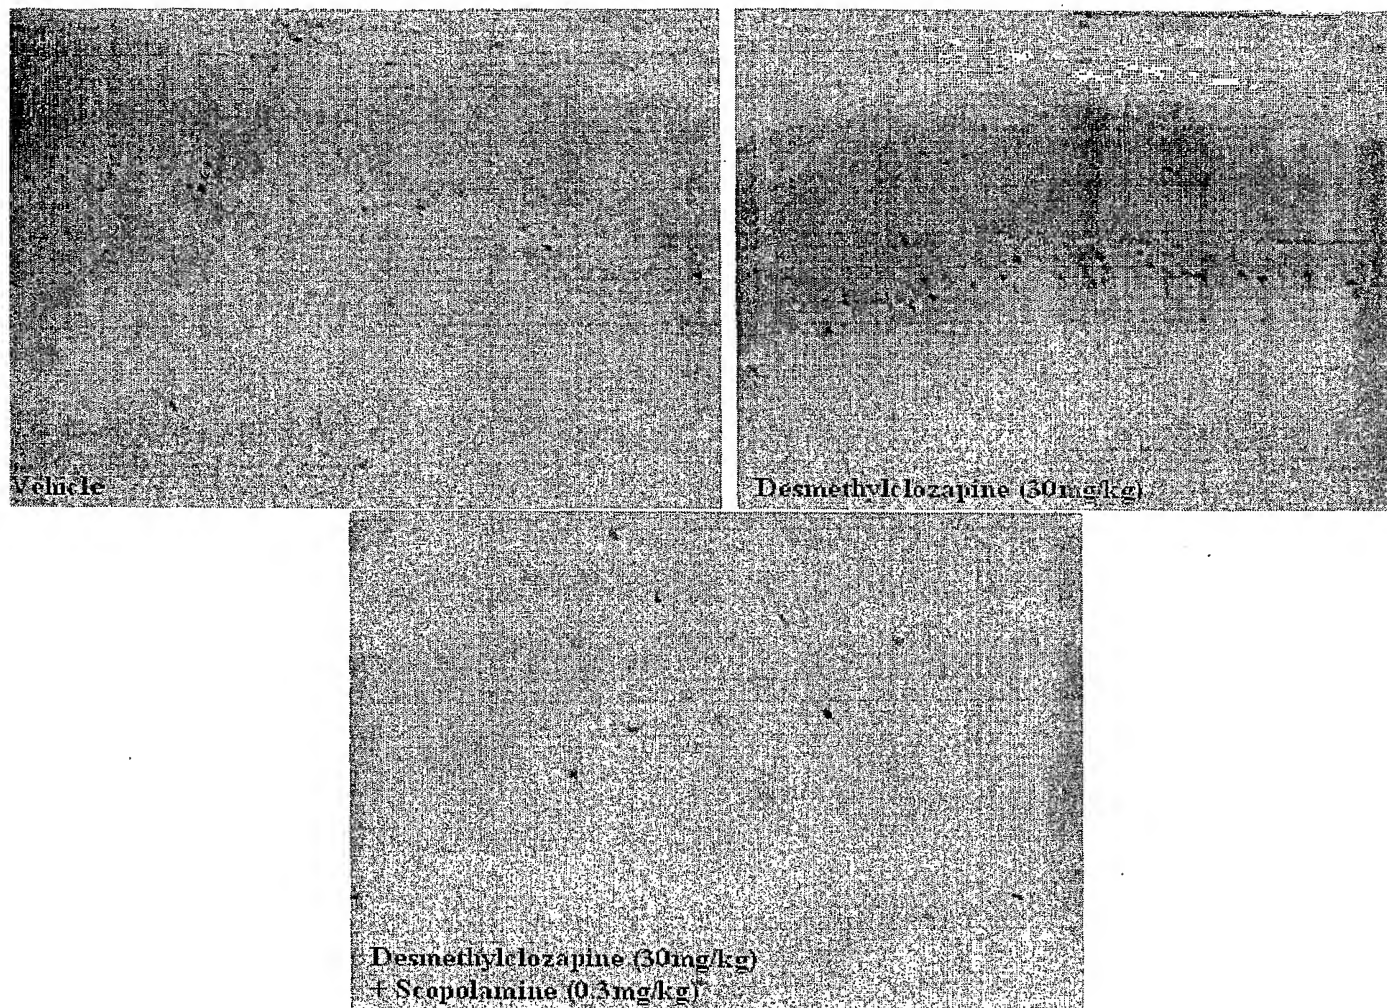 Vehicle
Desmethylclozapine (30mg/kg)
Desmethylclozapine (30mg/kg)
+ Scopolamine (0.3mg/kg)